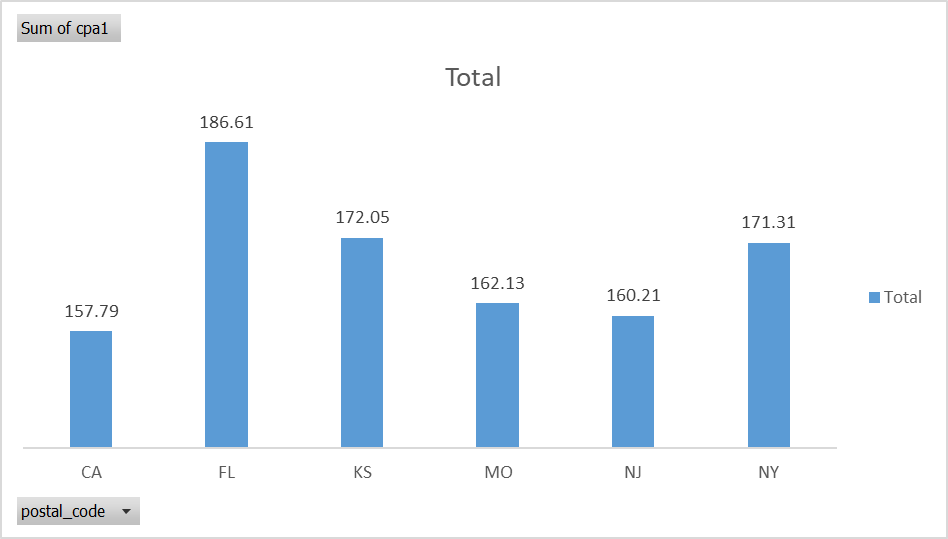 Sum of cpa1
Total
186.61
172.05
171.31
162.13
160.21
157.79
Total
CA FL KS MO NJ NY
postal_code